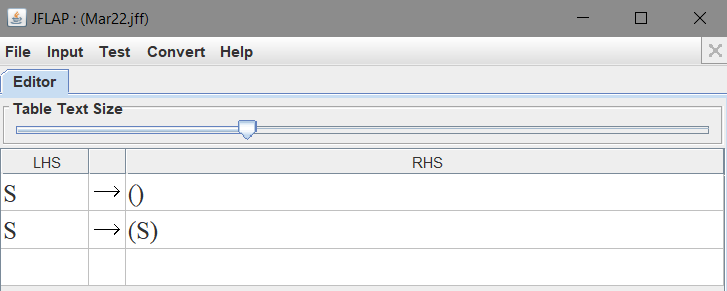 JFLAP : (Mar22.jff)
File Input Test Convert Help
Editor
Table Text Size
LHS RHS
S → ()
S → (S)